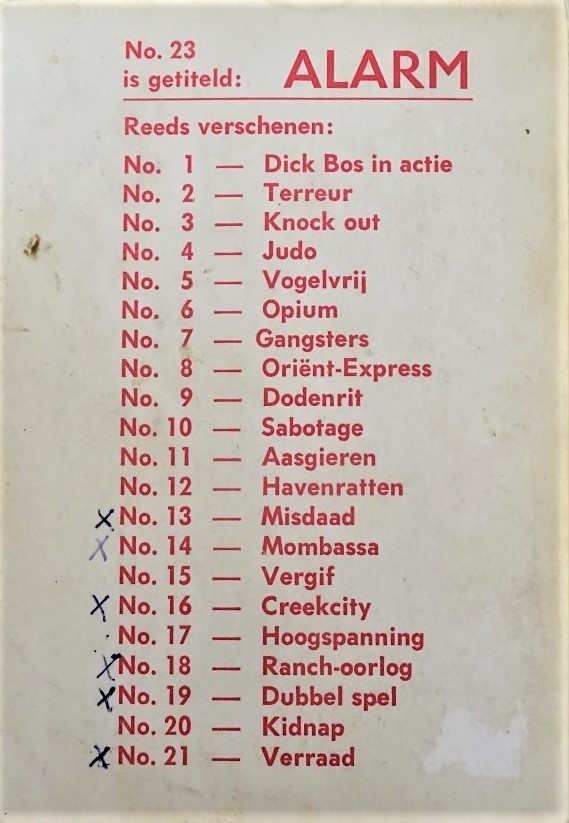 No. 23
is getiteld: ALARM
Reeds verschenen:
No. 1 — Dick Bos in actie
No. 2 — Terreur
No. 3 — Knock out
No. 4 — Judo
No. 5 — Vogelvrij
No. 6 — Opium
No. 7 — Gangsters
No. 8 — Oriënt-Express
No. 9 — Dodenrit
No. 10 — Sabotage
No. 11 — Aasgieren
No. 12 — Havenratten
x No. 13 — Misdaad
x No. 14 — Mombassa
No. 15 — Vergif
x No. 16 — Creekcity
No. 17 — Hoogspanning
x No. 18 — Ranch-oorlog
x No. 19 — Dubbel spel
No. 20 — Kidnap
x No. 21 — Verraad